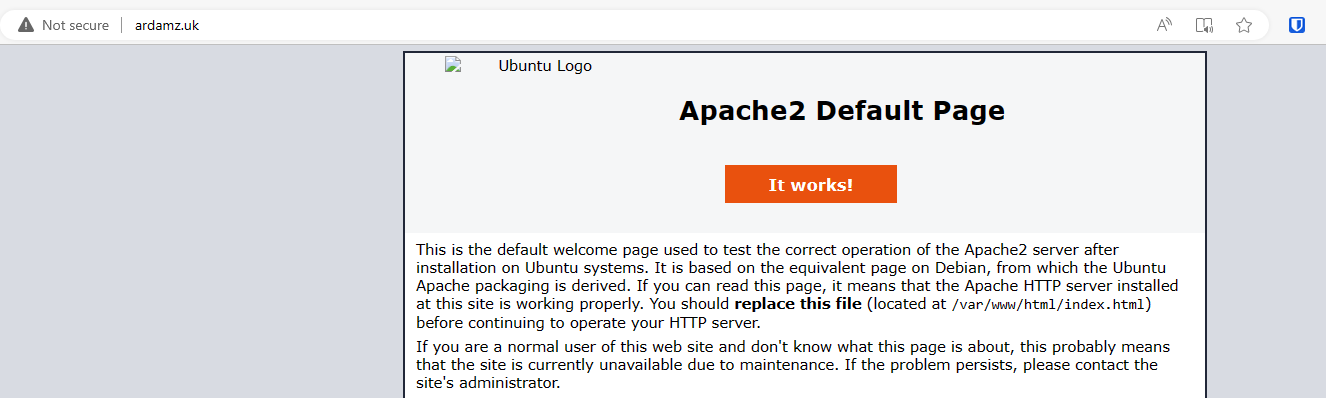 Not secure ardamz.uk
Ubuntu Logo
Apache2 Default Page
It works!
This is the default welcome page used to test the correct operation of the Apache2 server after
installation on Ubuntu systems. It is based on the equivalent page on Debian, from which the Ubuntu
Apache packaging is derived. If you can read this page, it means that the Apache HTTP server installed
at this site is working properly. You should replace this file (located at /var/www/html/index.html)
before continuing to operate your HTTP server.
If you are a normal user of this web site and don't know what this page is about, this probably means
that the site is currently unavailable due to maintenance. If the problem persists, please contact the
site's administrator.